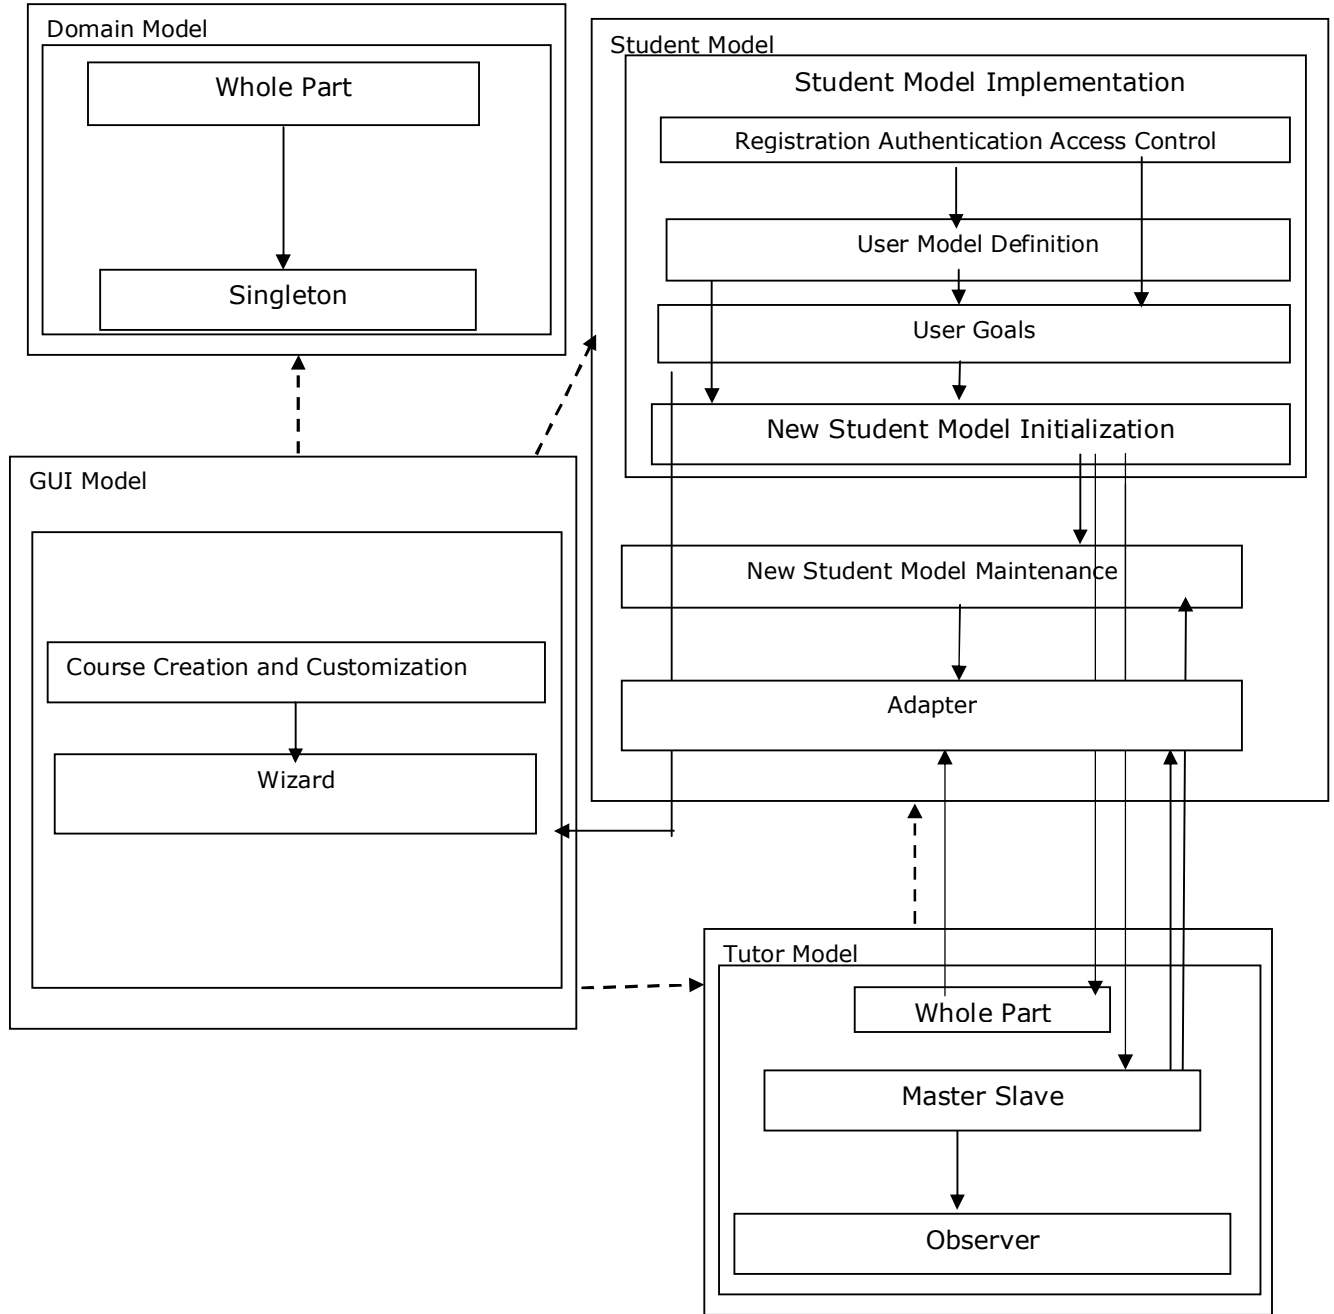 Domain Model
Whole Part
Singleton
Student Model
Student Model Implementation
Registration Authentication Access Control
User Model Definition
User Goals
New Student Model Initialization
New Student Model Maintenance
Adapter
GUI Model
Course Creation and Customization
Wizard
Tutor Model
Whole Part
Master Slave
Observer